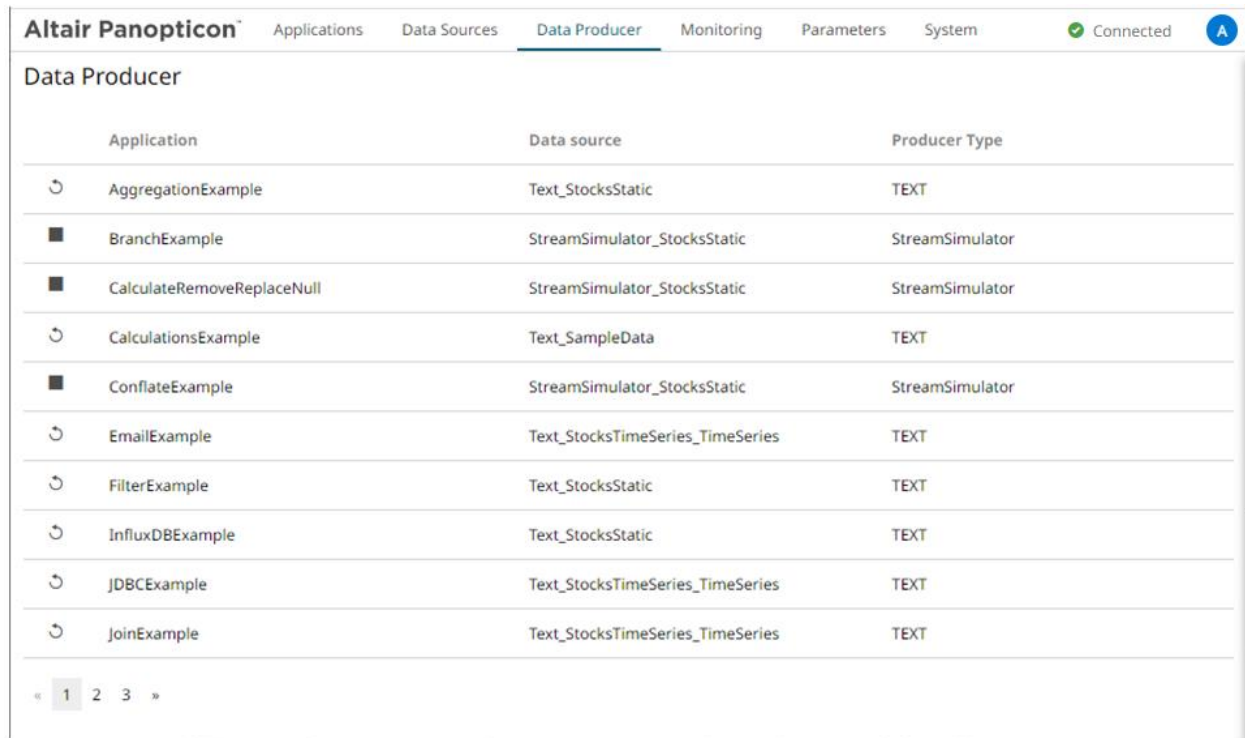 Altair Panopticon™ Applications Data Sources Data Producer Monitoring Parameters System Connected A
Data Producer
Application Data source Producer Type
AggregationExample Text_StocksStatic TEXT
BranchExample StreamSimulator_StocksStatic StreamSimulator
CalculateRemoveReplaceNull StreamSimulator_StocksStatic StreamSimulator
CalculationsExample Text_SampleData TEXT
ConflateExample StreamSimulator_StocksStatic StreamSimulator
EmailExample Text_StocksTimeSeries_TimeSeries TEXT
FilterExample Text_StocksStatic TEXT
InfluxDBExample Text_StocksStatic TEXT
JDBCExample Text_StocksTimeSeries_TimeSeries TEXT
JoinExample Text_StocksTimeSeries_TimeSeries TEXT
« 1 2 3 »